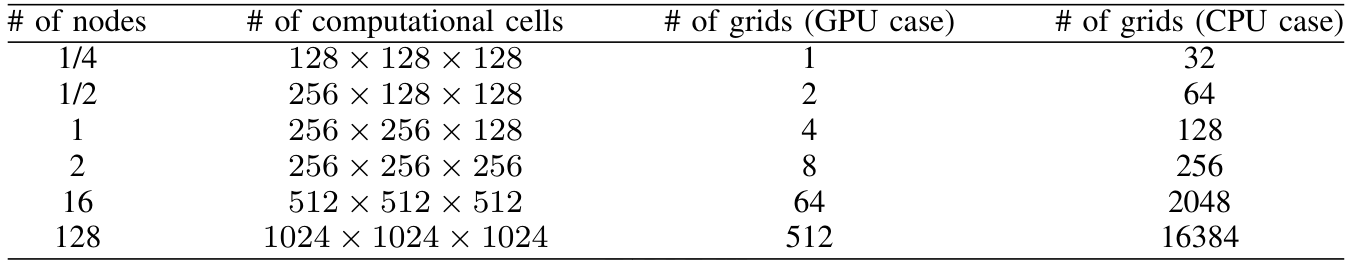 # of nodes # of computational cells # of grids (GPU case) # of grids (CPU case)
1/4 128 × 128 × 128 1 32
1/2 256 × 128 × 128 2 64
1 256 × 256 × 128 4 128
2 256 × 256 × 256 8 256
16 512 × 512 × 512 64 2048
128 1024 × 1024 × 1024 512 16384